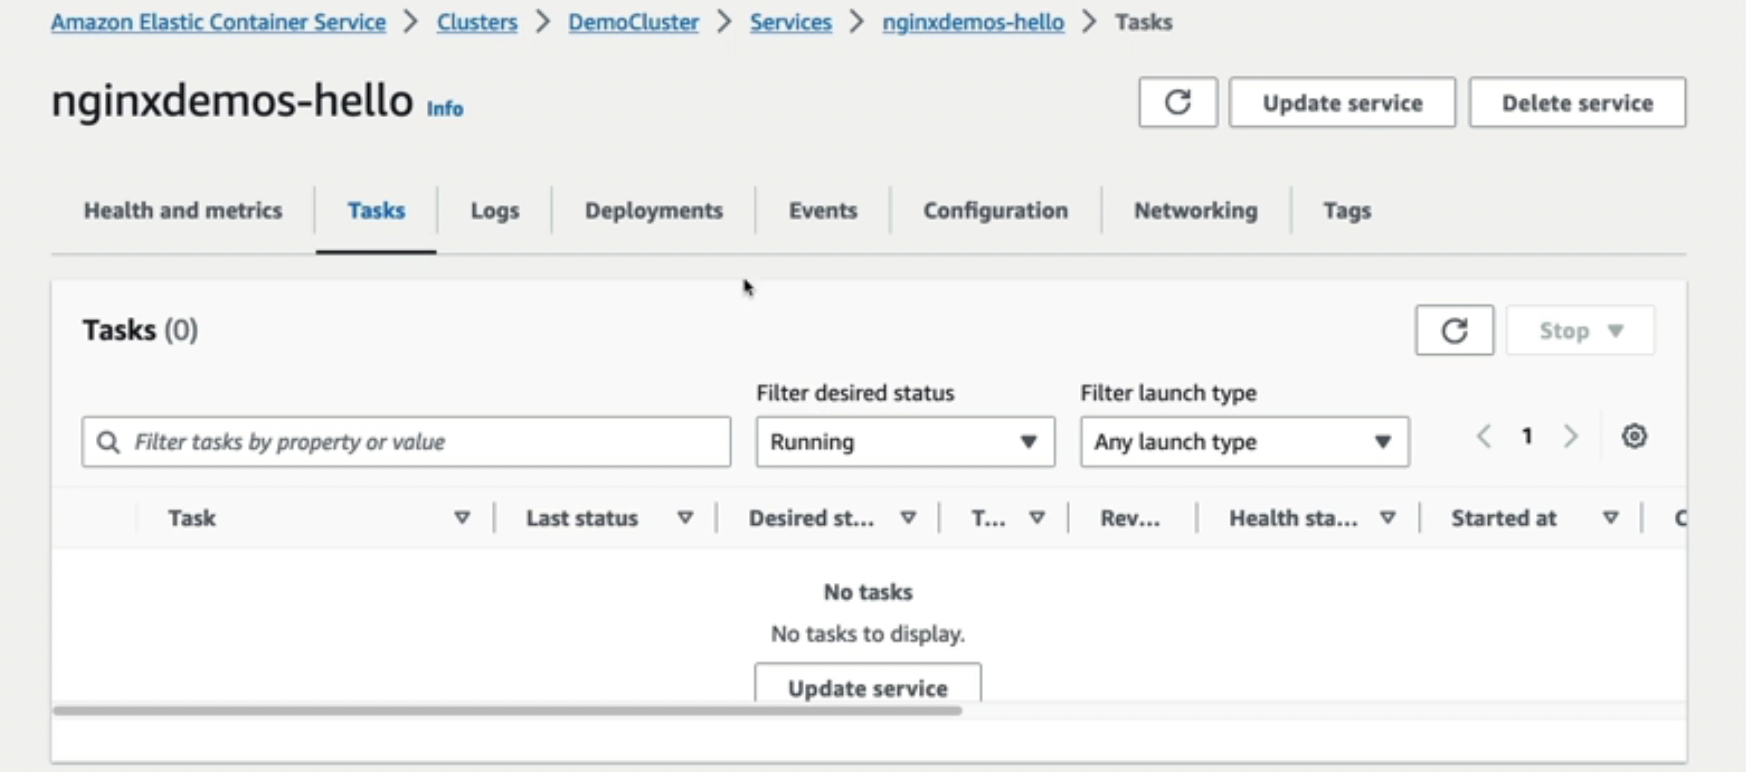 Amazon Elastic Container Service > Clusters > DemoCluster > Services > nginxdemos-hello > Tasks
nginxdemos-hello Info
Update service Delete service
Health and metrics Tasks Logs Deployments Events Configuration Networking Tags
Tasks (0)
Stop
Filter desired status Filter launch type
Filter tasks by property or value Running Any launch type 1
Task Last status Desired st... T... Rev... Health sta... Started at
No tasks
No tasks to display.
Update service